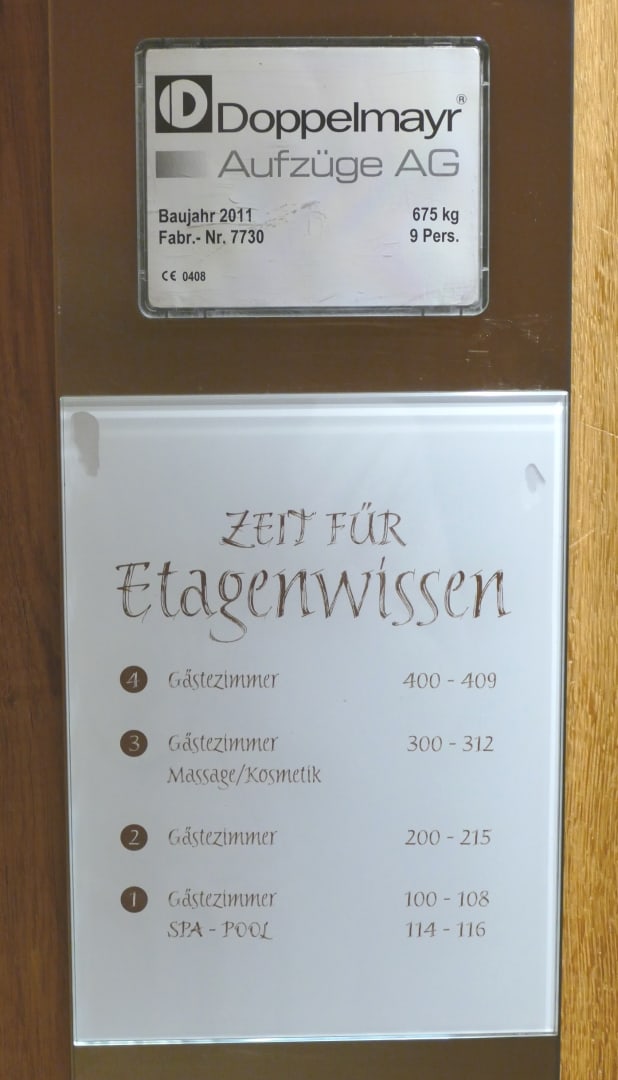 Doppelmayr®
Aufzüge AG
Baujahr 2011 675 kg
Fabr.- Nr. 7730 9 Pers.
CE 0408
ZEIT FÜR
Etagenwissen
4 Gästezimmer 400 - 409
3 Gästezimmer 300 - 312
Massage/Kosmetik
2 Gästezimmer 200 - 215
1 Gästezimmer 100 - 108
SPA - POOL 114 - 116